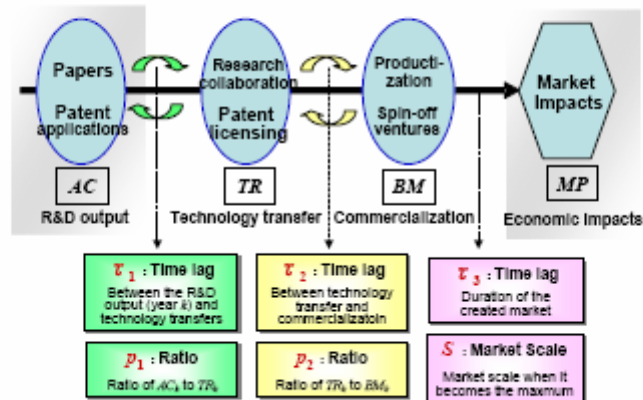 Papers
Patent
applications
Research
collaboration
Patent
licensing
Producti-
zation
Spin-off
ventures
Market
Impacts
AC
TR
BM
MP
R&D output
Technology transfer
Commercialization
Economic impacts
τ1 : Time lag
Between the R&D
output (year k) and
technology transfers
τ2 : Time lag
Between technology
transfer and
commercializatoin
τ3 : Time lag
Duration of the
created market
p1 : Ratio
Ratio of ACk to TRk
p2 : Ratio
Ratio of TRk to BMk
S : Market Scale
Market scale when it
becomes the maxmum